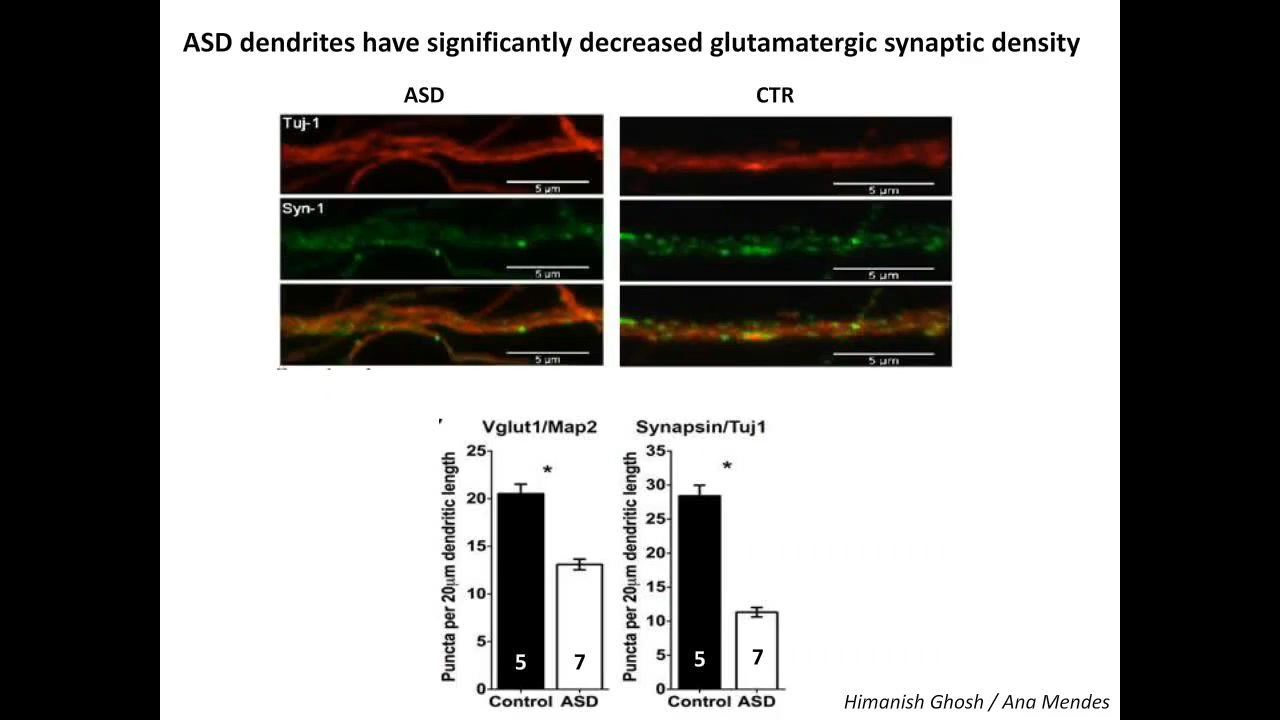 ASD dendrites have significantly decreased glutamatergic synaptic density
ASD
CTR
Tuj-1
5 µm
5 µm
Syn-1
5 µm
5 µm
5 µm
5 µm
Vglut1/Map2
Puncta per 20µm dendritic length
25
20
15
10
5
0
*
5
7
Control ASD
Synapsin/Tuj1
Puncta per 20µm dendritic length
35
30
25
20
15
10
5
0
*
5
7
Control ASD
Himanish Ghosh / Ana Mendes